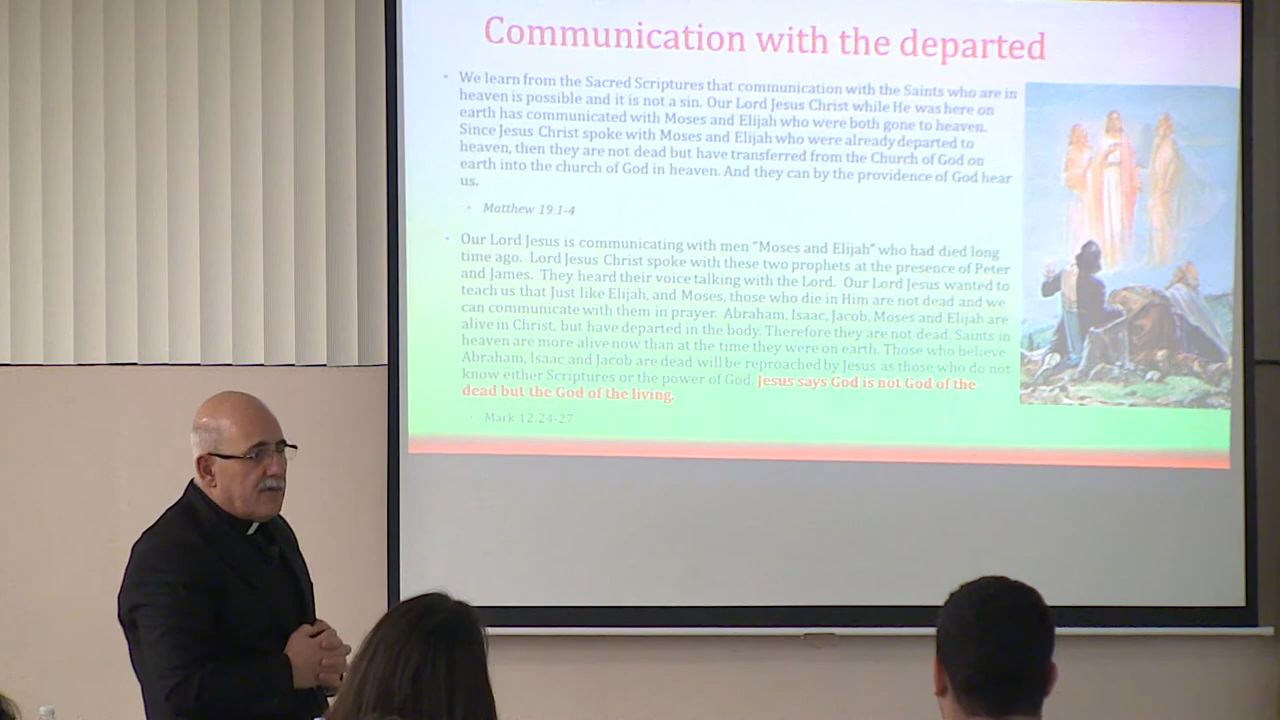 Communication with the departed
We learn from the Sacred Scriptures that communication with the Saints who are in
heaven is possible and it is not a sin. Our Lord Jesus Christ while He was here on
earth has communicated with Moses and Elijah who were both gone to heaven.
Since Jesus Christ spoke with Moses and Elijah who were already departed to
heaven, then they are not dead but have transferred from the Church of God on
earth into the church of God in heaven. And they can by the providence of God hear
us.
Matthew 19:1-4
Our Lord Jesus is communicating with men "Moses and Elijah" who had died long
time ago. Lord Jesus Christ spoke with these two prophets at the presence of Peter
and James. They heard their voice talking with the Lord. Our Lord Jesus wanted to
teach us that Just like Elijah, and Moses, those who die in Him are not dead and we
can communicate with them in prayer. Abraham, Isaac, Jacob, Moses and Elijah are
alive in Christ, but have departed in the body. Therefore they are not dead. Saints in
heaven are more alive now than at the time they were on earth. Those who believe
Abraham, Isaac and Jacob are dead will be reproached by Jesus as those who do not
know either Scriptures or the power of God. Jesus says God is not God of the
dead but the God of the living.
Mark 12.24-27